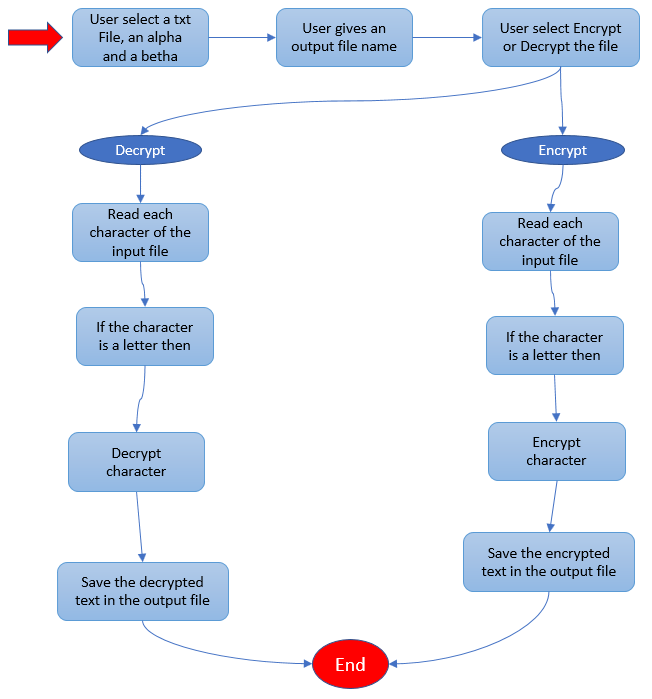 User select a txt
File, an alpha
and a betha
User gives an
output file name
User select Encrypt
or Decrypt the file
Decrypt
Encrypt
Read each
character of the
input file
Read each
character of the
input file
If the character
is a letter then
If the character
is a letter then
Decrypt
character
Encrypt
character
Save the decrypted
text in the output file
Save the encrypted
text in the output file
End